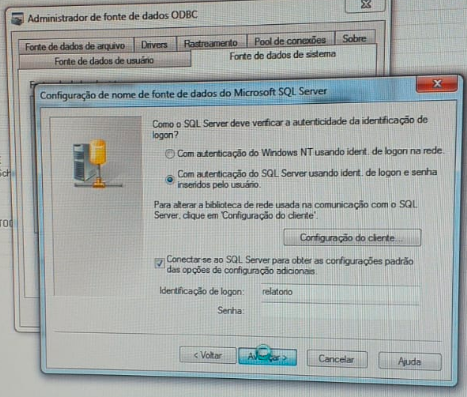 Administrador de fonte de dados ODBC
Fonte de dados de arquivo Drivers Rastreamento Pool de conexões Sobre
Fonte de dados de usuário Fonte de dados de sistema
Configuração de nome de fonte de dados do Microsoft SQL Server
Como o SQL Server deve verificar a autenticidade da identificação de
logon?
Com autenticação do Windows NT usando ident. de logon na rede.
Com autenticação do SQL Server usando ident. de logon e senha
inseridos pelo usuário.
Para alterar a biblioteca de rede usada na comunicação com o SQL
Server, clique em 'Configuração do cliente'.
Configuração do cliente...
Conectar-se ao SQL Server para obter as configurações padrão
das opções de configuração adicionais.
Identificação de logon: relatorio
Senha:
< Voltar Avançar > Cancelar Ajuda